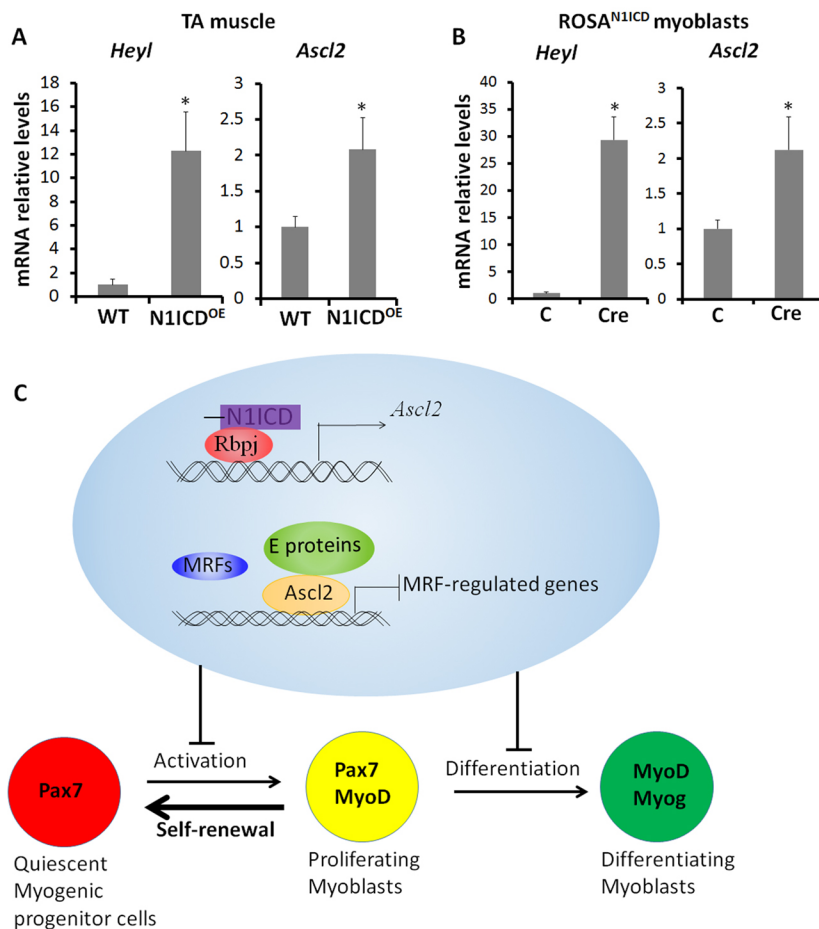 A
TA muscle
Heyl
Ascl2
mRNA relative levels
18
16
14
12
10
8
6
4
2
0
*
WT
N1ICD^OE
3
2.5
2
1.5
1
0.5
0
*
WT
N1ICD^OE
B
ROSA^N1ICD myoblasts
Heyl
Ascl2
mRNA relative levels
40
35
30
25
20
15
10
5
0
*
C
Cre
3
2.5
2
1.5
1
0.5
0
*
C
Cre
C
N1ICD
Rbpj
Ascl2
E proteins
MRFs
Ascl2
MRF-regulated genes
Pax7
Activation
Self-renewal
Pax7
MyoD
Differentiation
MyoD
Myog
Quiescent
Myogenic
progenitor cells
Proliferating
Myoblasts
Differentiating
Myoblasts